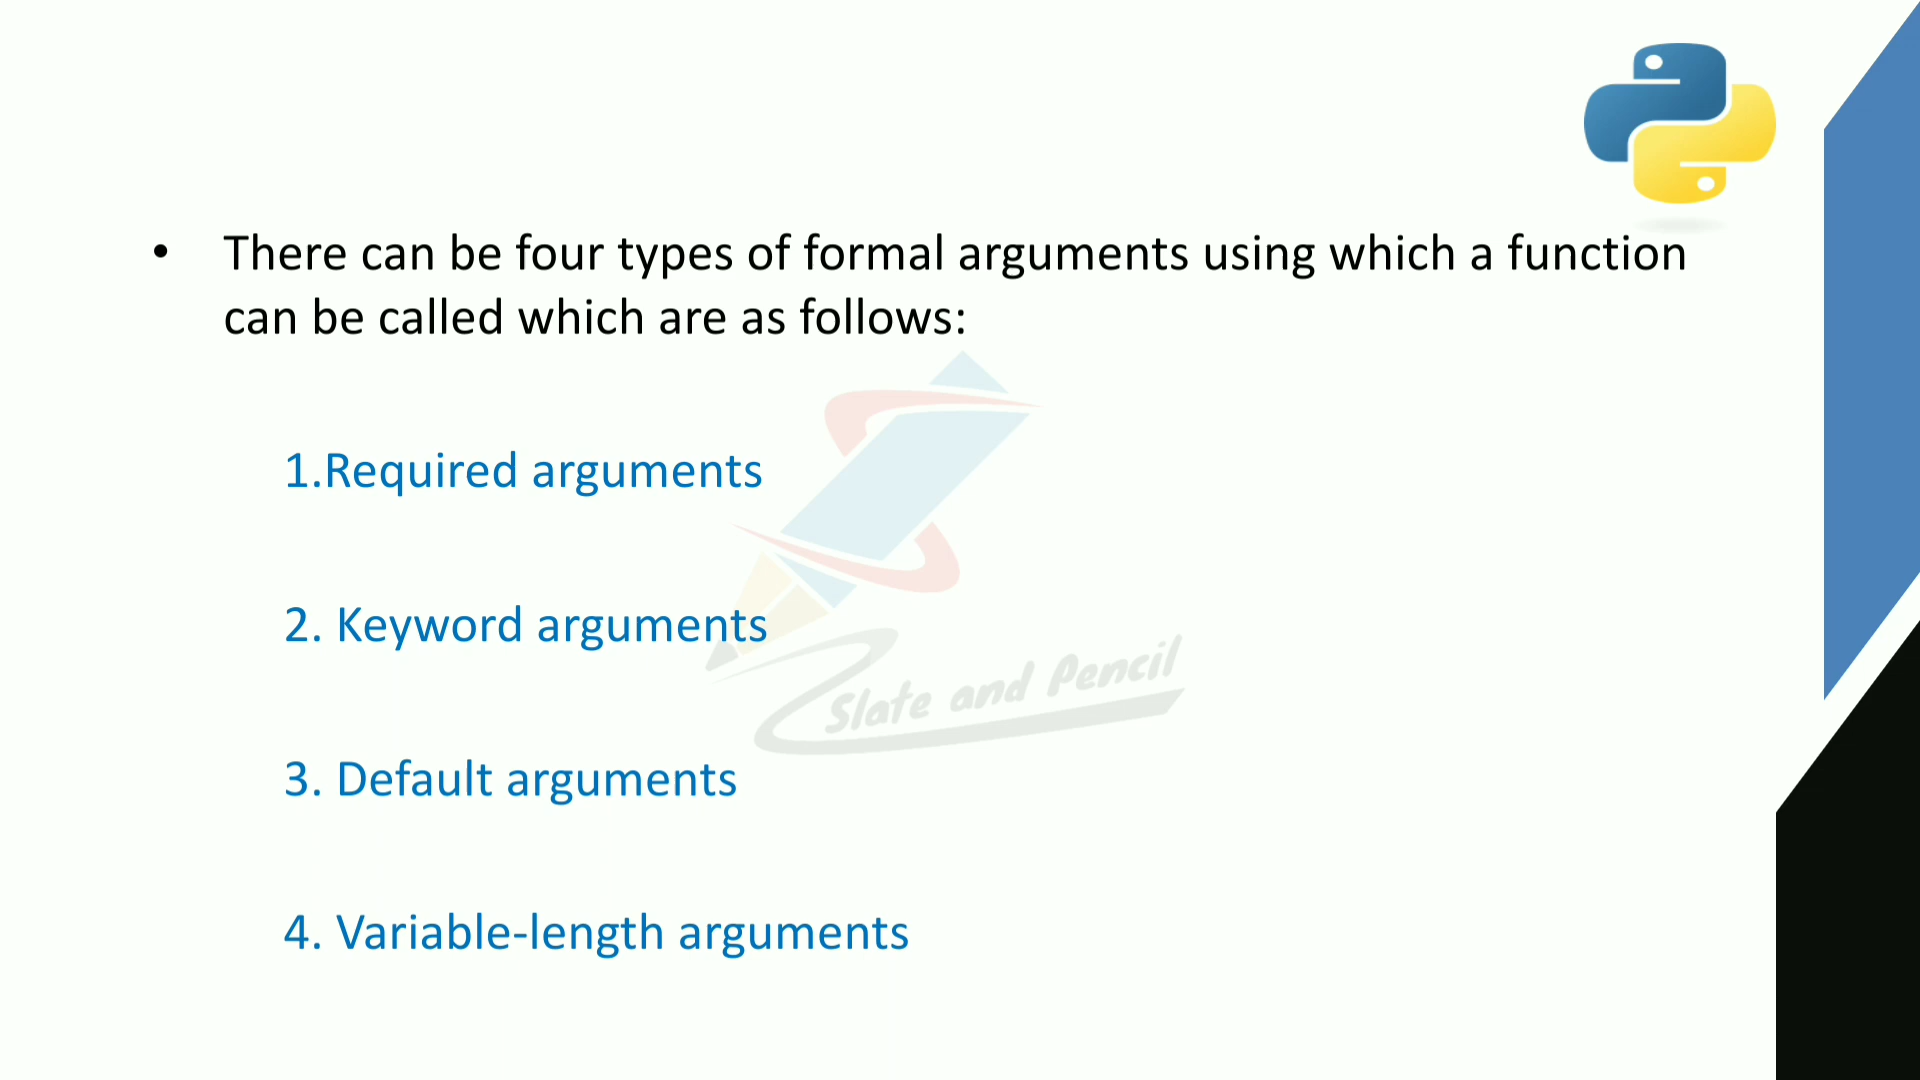 • There can be four types of formal arguments using which a function
can be called which are as follows:
1.Required arguments
2. Keyword arguments
3. Default arguments
4. Variable-length arguments
Slate and Pencil